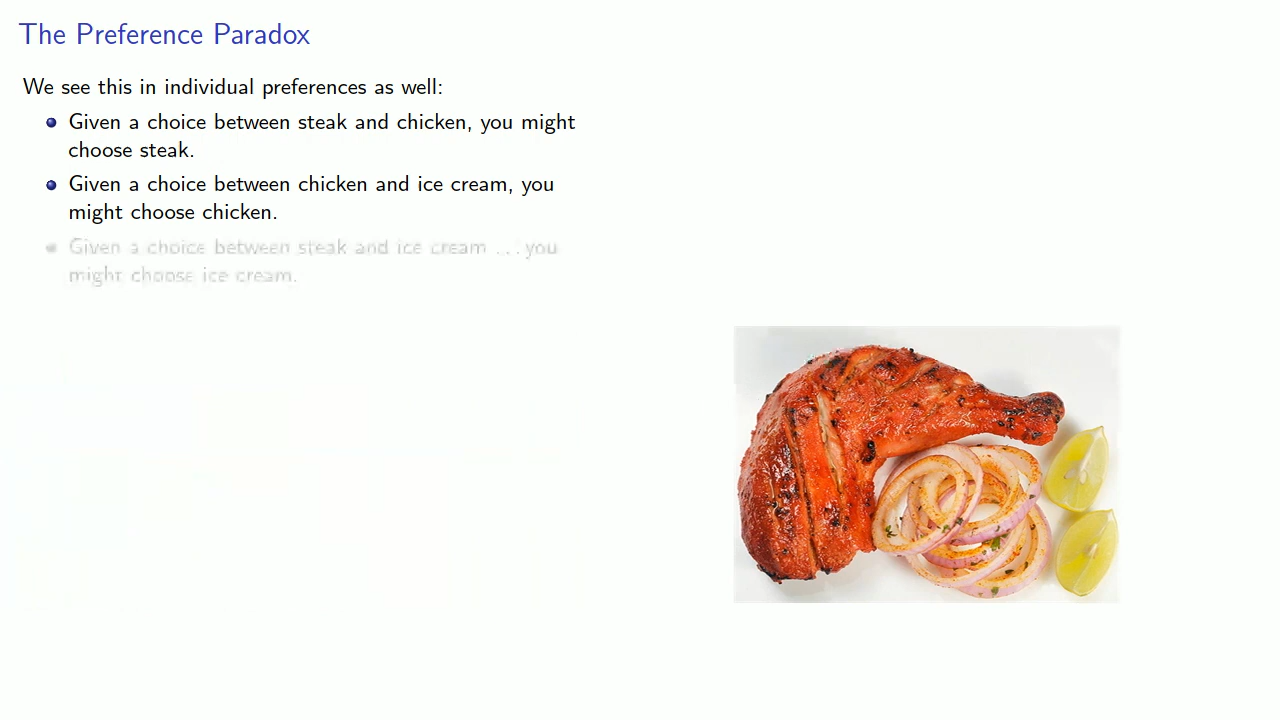 The Preference Paradox
We see this in individual preferences as well:
Given a choice between steak and chicken, you might
choose steak.
Given a choice between chicken and ice cream, you
might choose chicken.
Given a choice between steak and ice cream ...you
might choose ice cream.